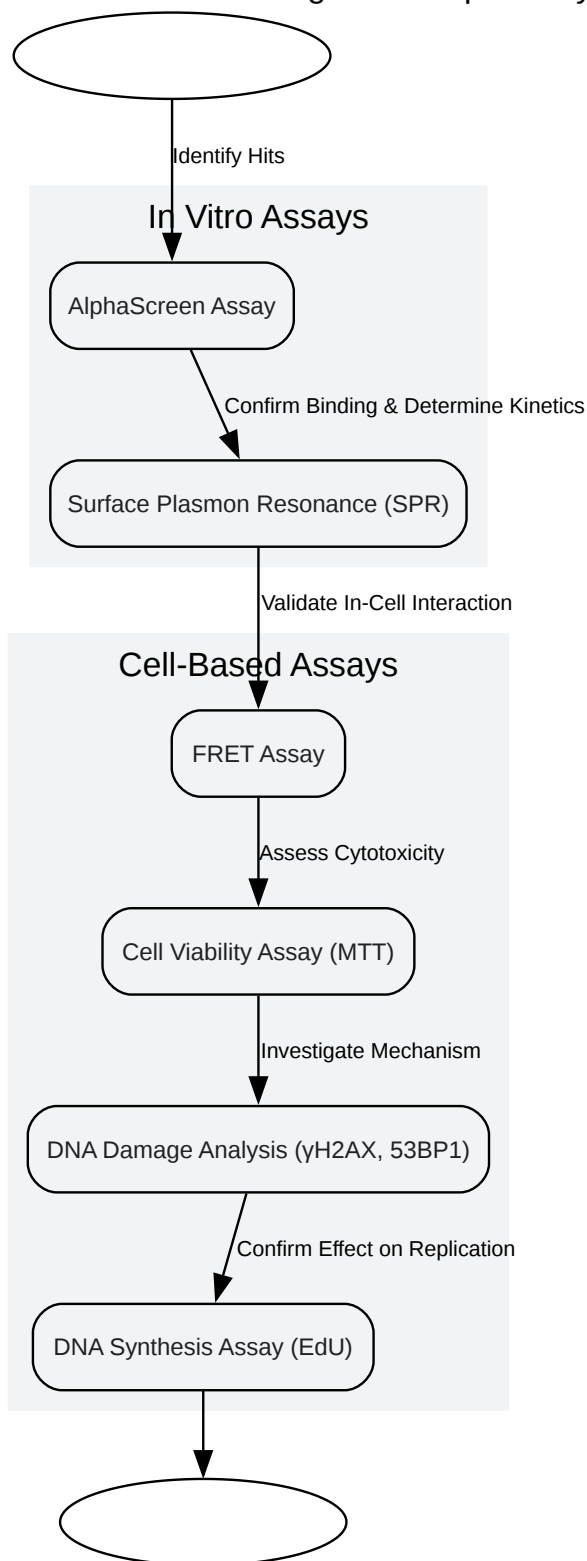 Identify Hits
In Vitro Assays
AlphaScreen Assay
Confirm Binding & Determine Kinetics
Surface Plasmon Resonance (SPR)
Validate In-Cell Interaction
Cell-Based Assays
FRET Assay
Assess Cytotoxicity
Cell Viability Assay (MTT)
Investigate Mechanism
DNA Damage Analysis (γH2AX, 53BP1)
Confirm Effect on Replication
DNA Synthesis Assay (EdU)